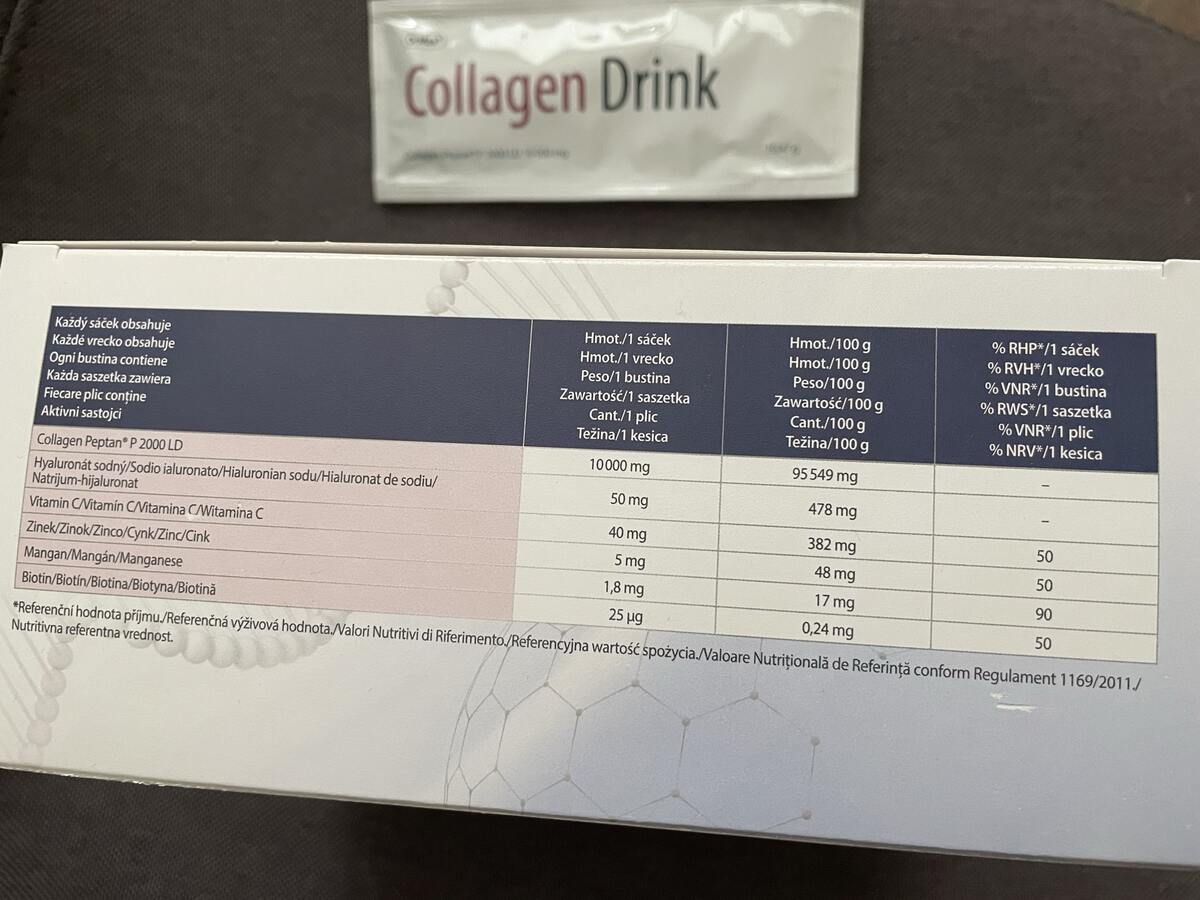 Collagen Drink
Každý sáček obsahuje
Každé vrecko obsahuje
Ogni bustina contiene
Każda saszetka zawiera
Fiecare plic conține
Aktivni sastojci
Hmot./1 sáček
Hmot./1 vrecko
Peso/1 bustina
Zawartość/1 saszetka
Cant./1 plic
Težina/1 kesica
Hmot./100 g
Hmot./100 g
Peso/100 g
Zawartość/100 g
Cant./100 g
Težina/100 g
% RHP*/1 sáček
% RVH*/1 vrecko
% VNR*/1 bustina
% RWS*/1 saszetka
% VNR*/1 plic
% NRV*/1 kesica
Collagen Peptan® P 2000 LD 10 000 mg 95 549 mg –
Hyaluronát sodný/Sodio ialuronato/Hialuronian sodu/Hialuronat de sodiu/
Natrijum-hijaluronat 50 mg 478 mg –
Vitamin C/Vitamín C/Vitamina C/Witamina C 40 mg 382 mg 50
Zinek/Zinok/Zinco/Cynk/Zinc/Cink 5 mg 48 mg 50
Mangan/Mangán/Manganese 1,8 mg 17 mg 90
Biotin/Biotín/Biotina/Biotyna/Biotină 25 µg 0,24 mg 50
*Referenční hodnota příjmu./Referenčná výživová hodnota./Valori Nutritivi di Riferimento./Referencyjna wartość spożycia./Valoare Nutrițională de Referință conform Regulament 1169/2011./
Nutritivna referentna vrednost.